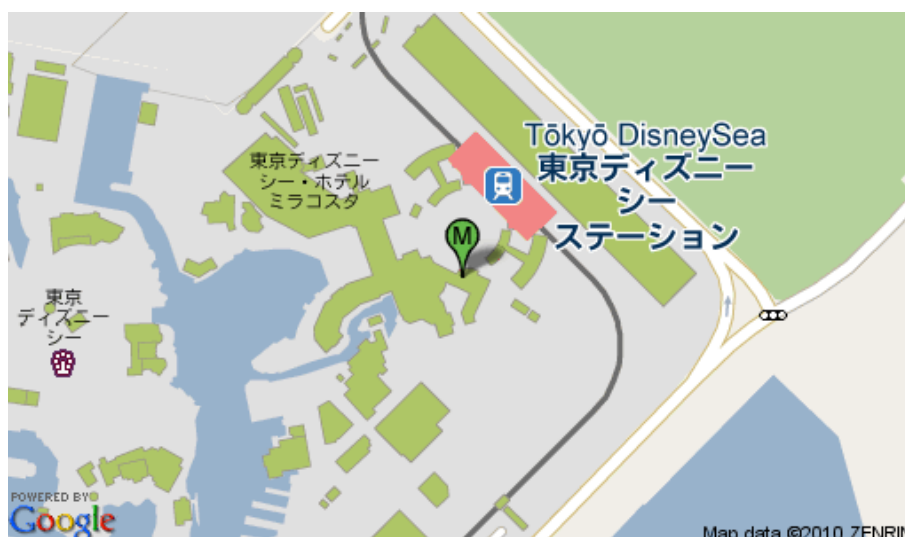 Tōkyō DisneySea
東京ディズニー
シー
ステーション
東京ディズニー
シー・ホテル
ミラコスタ
M
東京
ディズニー
シー
POWERED BY
Google
Map data ©2010 ZENRIN